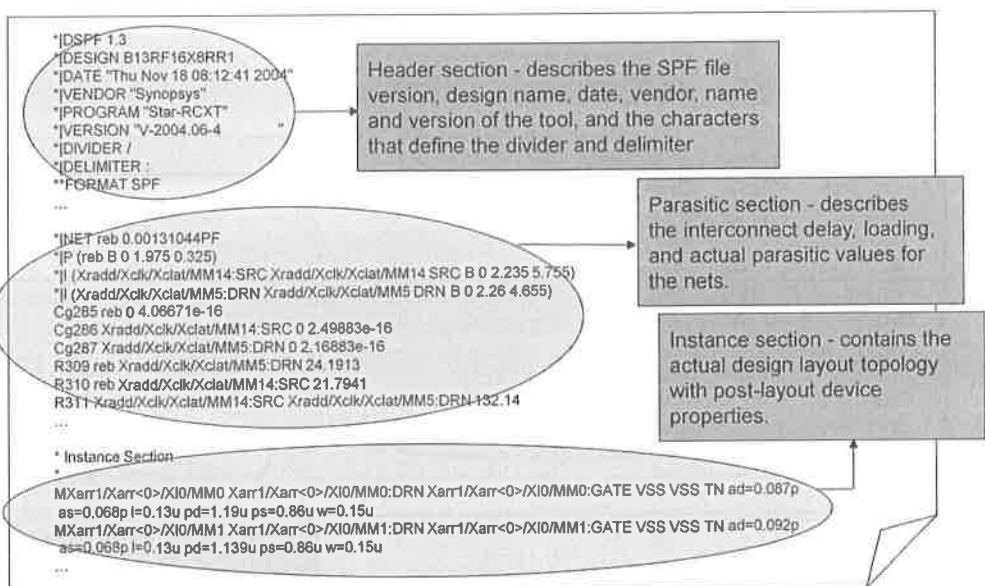 *|DSPF 1.3
*|DESIGN B13RF16X8RR1
*|DATE "Thu Nov 18 08:12:41 2004"
*|VENDOR "Synopsys"
*|PROGRAM "Star-RCXT"
*|VERSION "V-2004.06-4 "
*|DIVIDER /
*|DELIMITER :
**FORMAT SPF
...
Header section - describes the SPF file
version, design name, date, vendor, name
and version of the tool, and the characters
that define the divider and delimiter
*|NET reb 0.00131044PF
*|P (reb B 0 1.975 0.325)
*|I (Xradd/Xclk/Xclat/MM14:SRC Xradd/Xclk/Xclat/MM14 SRC B 0 2.235 5.755)
*|I (Xradd/Xclk/Xclat/MM5:DRN Xradd/Xclk/Xclat/MM5 DRN B 0 2.26 4.655)
Cg285 reb 0 4.06671e-16
Cg286 Xradd/Xclk/Xclat/MM14:SRC 0 2.49883e-16
Cg287 Xradd/Xclk/Xclat/MM5:DRN 0 2.16883e-16
R309 reb Xradd/Xclk/Xclat/MM5:DRN 24.1913
R310 reb Xradd/Xclk/Xclat/MM14:SRC 21.7941
R311 Xradd/Xclk/Xclat/MM14:SRC Xradd/Xclk/Xclat/MM5:DRN 132.14
...
Parasitic section - describes
the interconnect delay, loading,
and actual parasitic values for
the nets.
Instance section - contains the
actual design layout topology
with post-layout device
properties.
* Instance Section
*
MXarr1/Xarr<0>/XI0/MM0 Xarr1/Xarr<0>/XI0/MM0:DRN Xarr1/Xarr<0>/XI0/MM0:GATE VSS VSS TN ad=0.087p
as=0.068p l=0.13u pd=1.19u ps=0.86u w=0.15u
MXarr1/Xarr<0>/XI0/MM1 Xarr1/Xarr<0>/XI0/MM1:DRN Xarr1/Xarr<0>/XI0/MM1:GATE VSS VSS TN ad=0.092p
as=0.068p l=0.13u pd=1.139u ps=0.86u w=0.15u
...